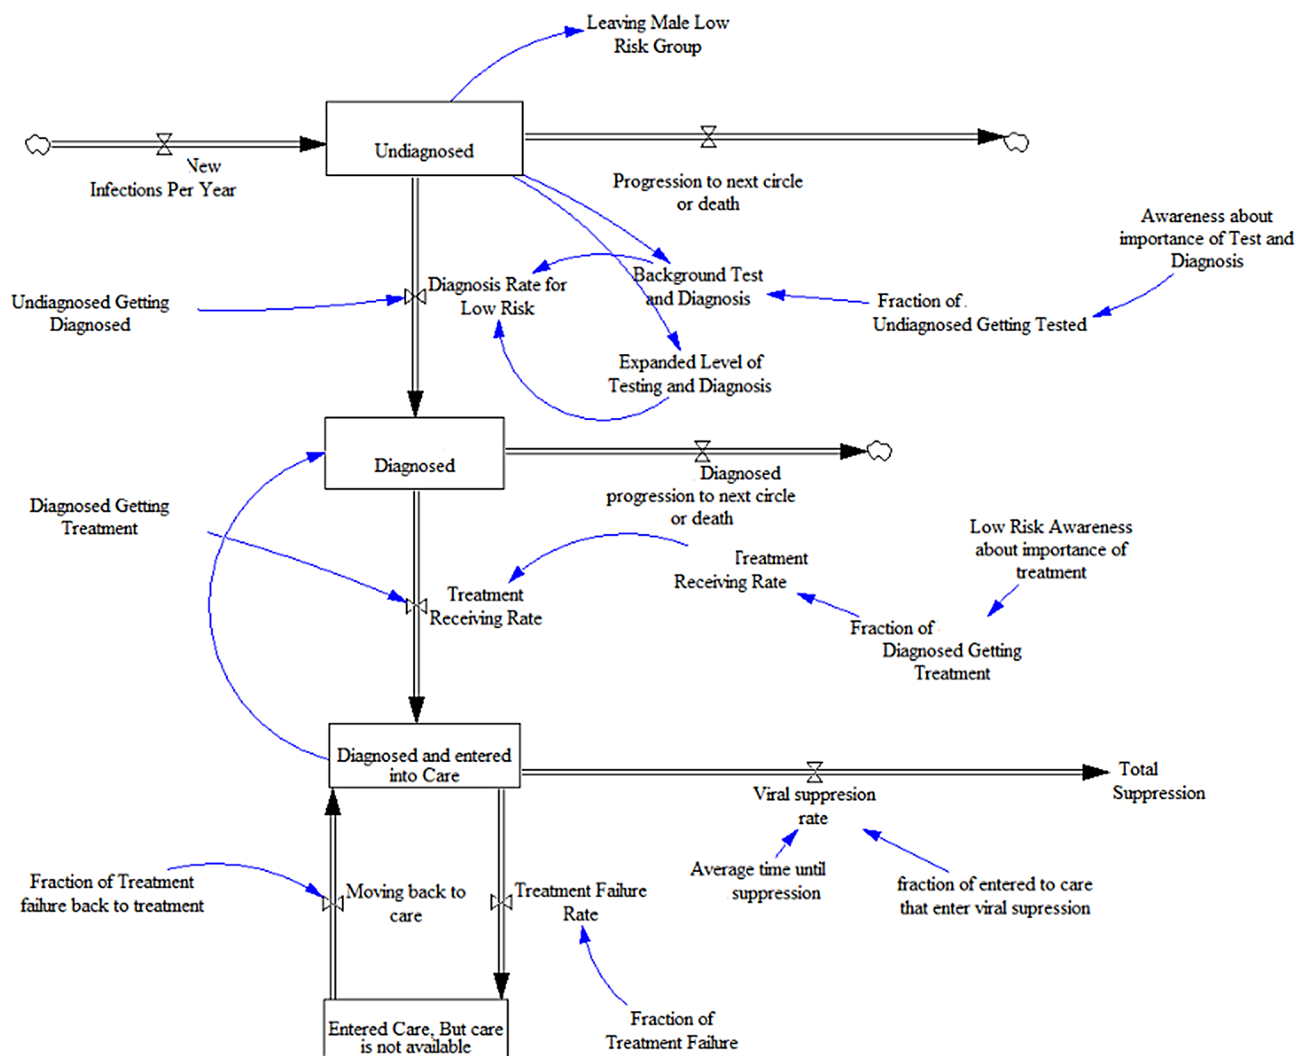 Leaving Male Low
Risk Group
Undiagnosed
New
Infections Per Year
Progression to next circle
or death
Awareness about
importance of Test and
Diagnosis
Undiagnosed Getting
Diagnosed
Diagnosis Rate for
Low Risk
Background Test
and Diagnosis
Fraction of
Undiagnosed Getting Tested
Expanded Level of
Testing and Diagnosis
Diagnosed
Diagnosed
progression to next circle
or death
Diagnosed Getting
Treatment
Low Risk Awareness
about importance of
treatment
Treatment
Receiving Rate
Treatment
Receiving Rate
Fraction of
Diagnosed Getting
Treatment
Diagnosed and entered
into Care
Viral suppresion
rate
Total
Suppression
Average time until
suppression
fraction of entered to care
that enter viral supression
Fraction of Treatment
failure back to treatment
Moving back to
care
Treatment Failure
Rate
Entered Care, But care
is not available
Fraction of
Treatment Failure